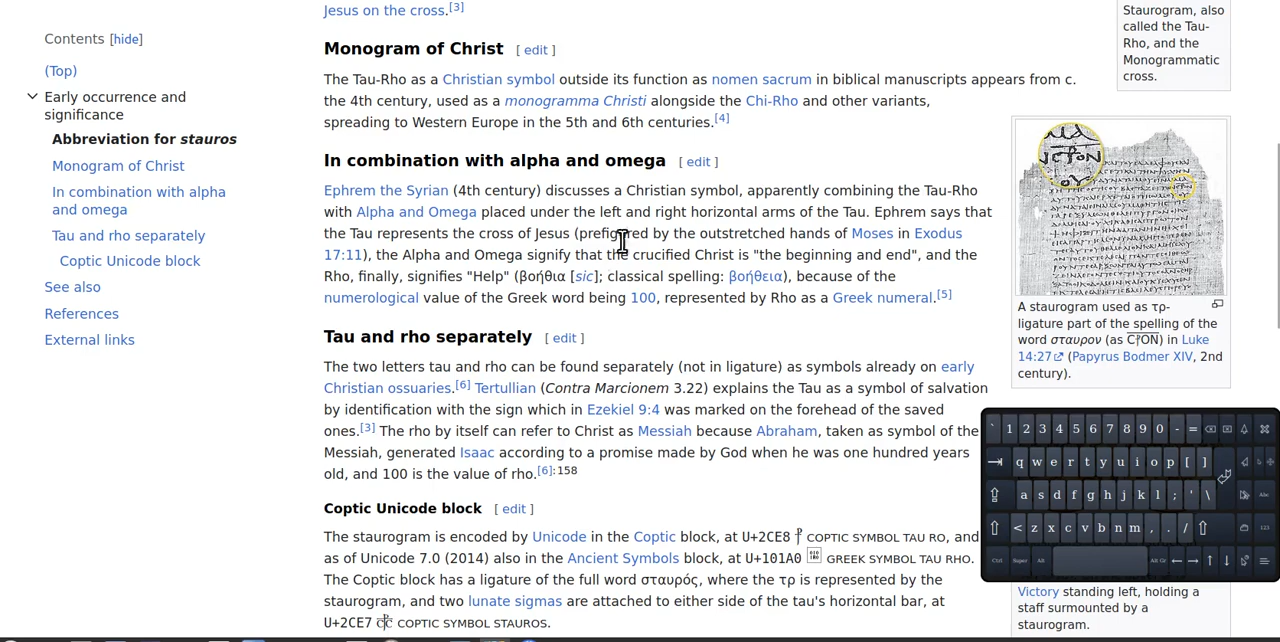 Jesus on the cross.[3]
Contents [hide]
(Top)
Early occurrence and
significance
Abbreviation for stauros
Monogram of Christ
In combination with alpha
and omega
Tau and rho separately
Coptic Unicode block
See also
References
External links
Monogram of Christ [ edit ]
The Tau-Rho as a Christian symbol outside its function as nomen sacrum in biblical manuscripts appears from c.
the 4th century, used as a monogramma Christi alongside the Chi-Rho and other variants,
spreading to Western Europe in the 5th and 6th centuries.[4]
In combination with alpha and omega [ edit ]
Ephrem the Syrian (4th century) discusses a Christian symbol, apparently combining the Tau-Rho
with Alpha and Omega placed under the left and right horizontal arms of the Tau. Ephrem says that
the Tau represents the cross of Jesus (prefigured by the outstretched hands of Moses in Exodus
17:11), the Alpha and Omega signify that the crucified Christ is "the beginning and end", and the
Rho, finally, signifies "Help" (βοήθια [sic]; classical spelling: βοήθεια), because of the
numerological value of the Greek word being 100, represented by Rho as a Greek numeral.[5]
Tau and rho separately [ edit ]
The two letters tau and rho can be found separately (not in ligature) as symbols already on early
Christian ossuaries.[6] Tertullian (Contra Marcionem 3.22) explains the Tau as a symbol of salvation
by identification with the sign which in Ezekiel 9:4 was marked on the forehead of the saved
ones.[3] The rho by itself can refer to Christ as Messiah because Abraham, taken as symbol of the
Messiah, generated Isaac according to a promise made by God when he was one hundred years
old, and 100 is the value of rho.[6]:158
Coptic Unicode block [ edit ]
The staurogram is encoded by Unicode in the Coptic block, at U+2CE8 ⳨ COPTIC SYMBOL TAU RO, and
as of Unicode 7.0 (2014) also in the Ancient Symbols block, at U+101A0 GREEK SYMBOL TAU RHO.
The Coptic block has a ligature of the full word σταυρός, where the τρ is represented by the
staurogram, and two lunate sigmas are attached to either side of the tau's horizontal bar, at
U+2CE7 ⳧ COPTIC SYMBOL STAUROS.
Staurogram, also
called the Tau-
Rho, and the
Monogrammatic
cross.
A staurogram used as τρ-
ligature part of the spelling of the
word σταυρον (as C⳨ON) in Luke
14:27 (Papyrus Bodmer XIV, 2nd
century).
` 1 2 3 4 5 6 7 8 9 0 - =
q w e r t y u i o p [ ]
a s d f g h j k l ; ' \ Abc
< z x c v b n m , . / 123
Ctrl Super Alt Alt Gr
Victory standing left, holding a
staff surmounted by a
staurogram.